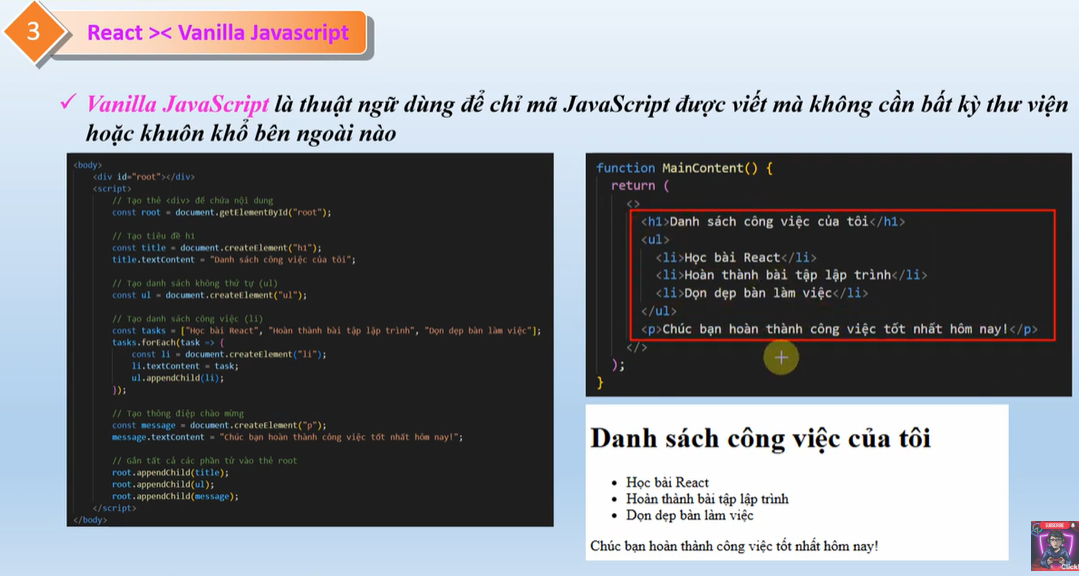 3
React >< Vanilla Javascript
✓ Vanilla JavaScript là thuật ngữ dùng để chỉ mã JavaScript được viết mà không cần bất kỳ thư viện
hoặc khuôn khổ bên ngoài nào
<body>
<div id="root"></div>
<script>
// Tạo thẻ <div> để chứa nội dung
const root = document.getElementById("root");
// Tạo tiêu đề h1
const title = document.createElement("h1");
title.textContent = "Danh sách công việc của tôi";
// Tạo danh sách không thứ tự (ul)
const ul = document.createElement("ul");
// Tạo danh sách công việc (li)
const tasks = ["Học bài React", "Hoàn thành bài tập lập trình", "Dọn dẹp bàn làm việc"];
tasks.forEach(task => {
const li = document.createElement("li");
li.textContent = task;
ul.appendChild(li);
});
// Tạo thông điệp chào mừng
const message = document.createElement("p");
message.textContent = "Chúc bạn hoàn thành công việc tốt nhất hôm nay!";
// Gắn tất cả các phần tử vào thẻ root
root.appendChild(title);
root.appendChild(ul);
root.appendChild(message);
</script>
</body>
function MainContent() {
return (
<>
<h1>Danh sách công việc của tôi</h1>
<ul>
<li>Học bài React</li>
<li>Hoàn thành bài tập lập trình</li>
<li>Dọn dẹp bàn làm việc</li>
</ul>
<p>Chúc bạn hoàn thành công việc tốt nhất hôm nay!</p>
</>
);
}
Danh sách công việc của tôi
• Học bài React
• Hoàn thành bài tập lập trình
• Dọn dẹp bàn làm việc
Chúc bạn hoàn thành công việc tốt nhất hôm nay!
SUBSCRIBE
Click